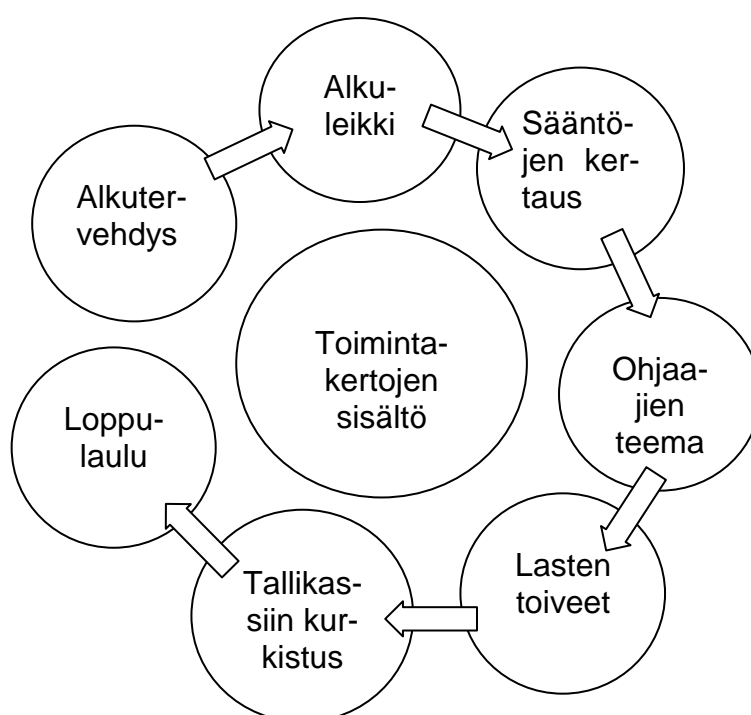 Alkuter-
vehdys
Alku-
leikki
Sääntö-
jen ker-
taus
Ohjaa-
jien
teema
Lasten
toiveet
Tallikas-
siin kur-
kistus
Loppu-
laulu
Toiminta-
kertojen
sisältö